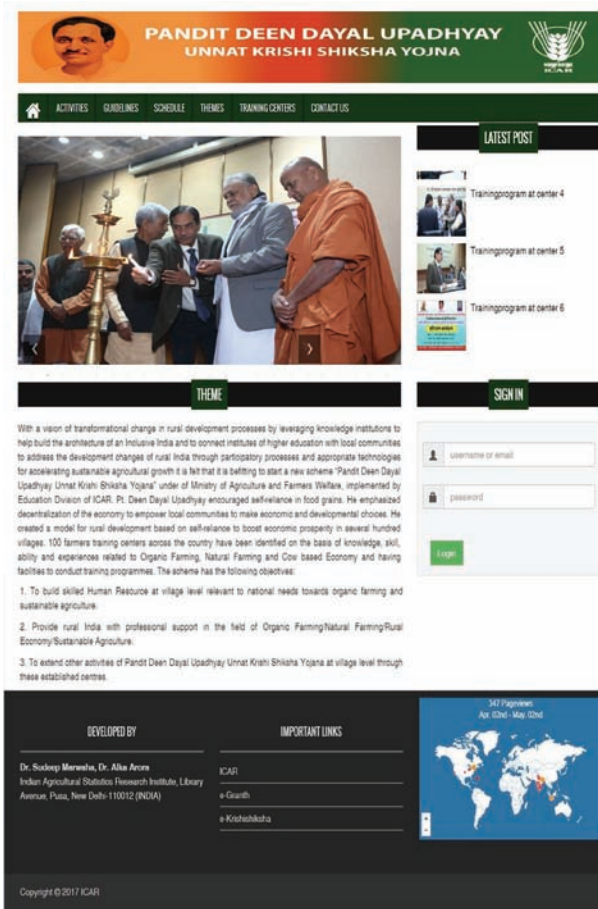 PANDIT DEEN DAYAL UPADHYAY
UNNAT KRISHI SHIKSHA YOJNA
ICAR
ACTIVITIES GUIDELINES SCHEDULE THEMES TRAINING CENTERS CONTACT US
LATEST POST
Trainingprogram at center 4
Trainingprogram at center 5
Trainingprogram at center 6
THEME
With a vision of transformational change in rural development processes by leveraging knowledge institutions to
help build the architecture of an Inclusive India and to connect institutes of higher education with local communities
to address the development changes of rural India through participatory processes and appropriate technologies
for accelerating sustainable agricultural growth it is felt that it is befitting to start a new scheme “Pandit Deen Dayal
Upadhyay Unnat Krishi Shiksha Yojana” under of Ministry of Agriculture and Farmers Welfare, implemented by
Education Division of ICAR. Pt. Deen Dayal Upadhyay encouraged self-reliance in food grains. He emphasized
decentralization of the economy to empower local communities to make economic and developmental choices. He
created a model for rural development based on self-reliance to boost economic prosperity in several hundred
villages. 100 farmers training centers across the country have been identified on the basis of knowledge, skill,
ability and experiences related to Organic Farming, Natural Farming and Cow based Economy and having
facilities to conduct training programmes. The scheme has the following objectives:
1. To build skilled Human Resource at village level relevant to national needs towards organic farming and
sustainable agriculture.
2. Provide rural India with professional support in the field of Organic Farming/Natural Farming/Rural
Economy/Sustainable Agriculture.
3. To extend other activities of Pandit Deen Dayal Upadhyay Unnat Krishi Shiksha Yojana at village level through
these established centres.
SIGN IN
username or email
password
Login
DEVELOPED BY
Dr. Sudeep Marwaha, Dr. Alka Arora
Indian Agricultural Statistics Research Institute, Library
Avenue, Pusa, New Delhi-110012 (INDIA)
IMPORTANT LINKS
ICAR
e-Granth
e-Krishishiksha
347 Pageviews
Apr. 02nd - May. 02nd
Copyright © 2017 ICAR